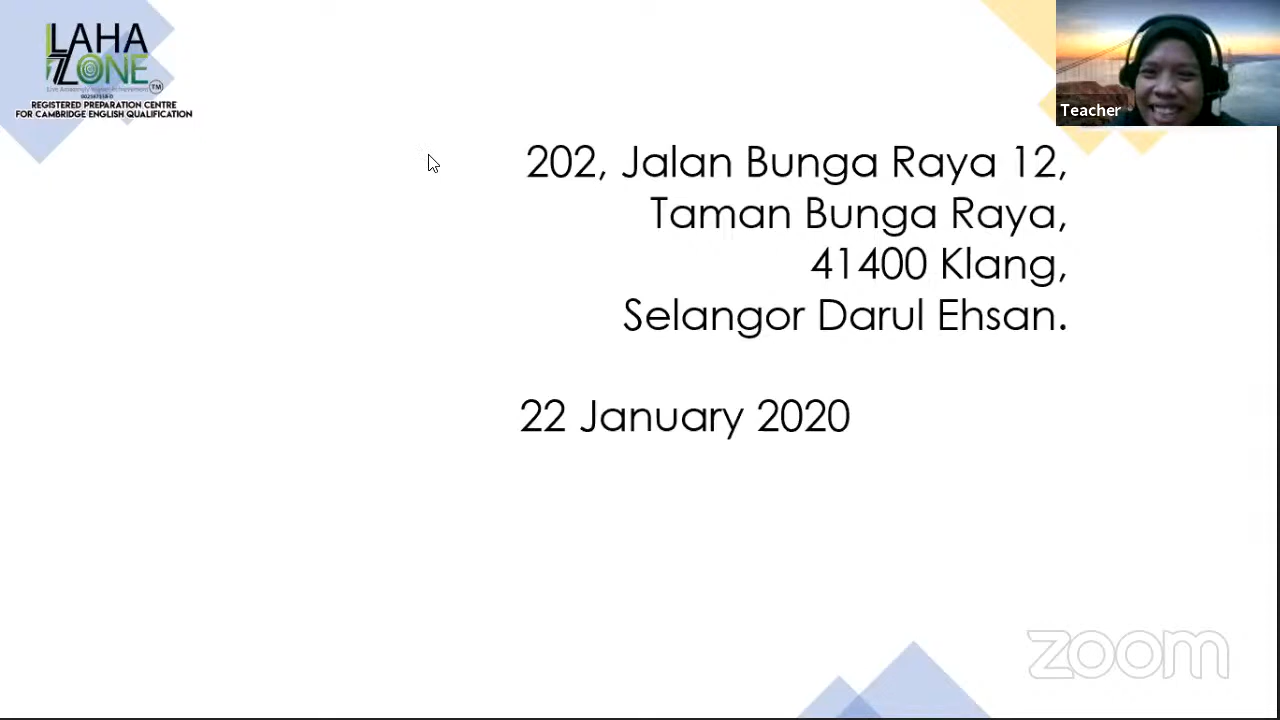 LAHA
ZONE
TM
REGISTERED PREPARATION CENTRE
FOR CAMBRIDGE ENGLISH QUALIFICATION
Teacher
202, Jalan Bunga Raya 12,
Taman Bunga Raya,
41400 Klang,
Selangor Darul Ehsan.
22 January 2020
zoom